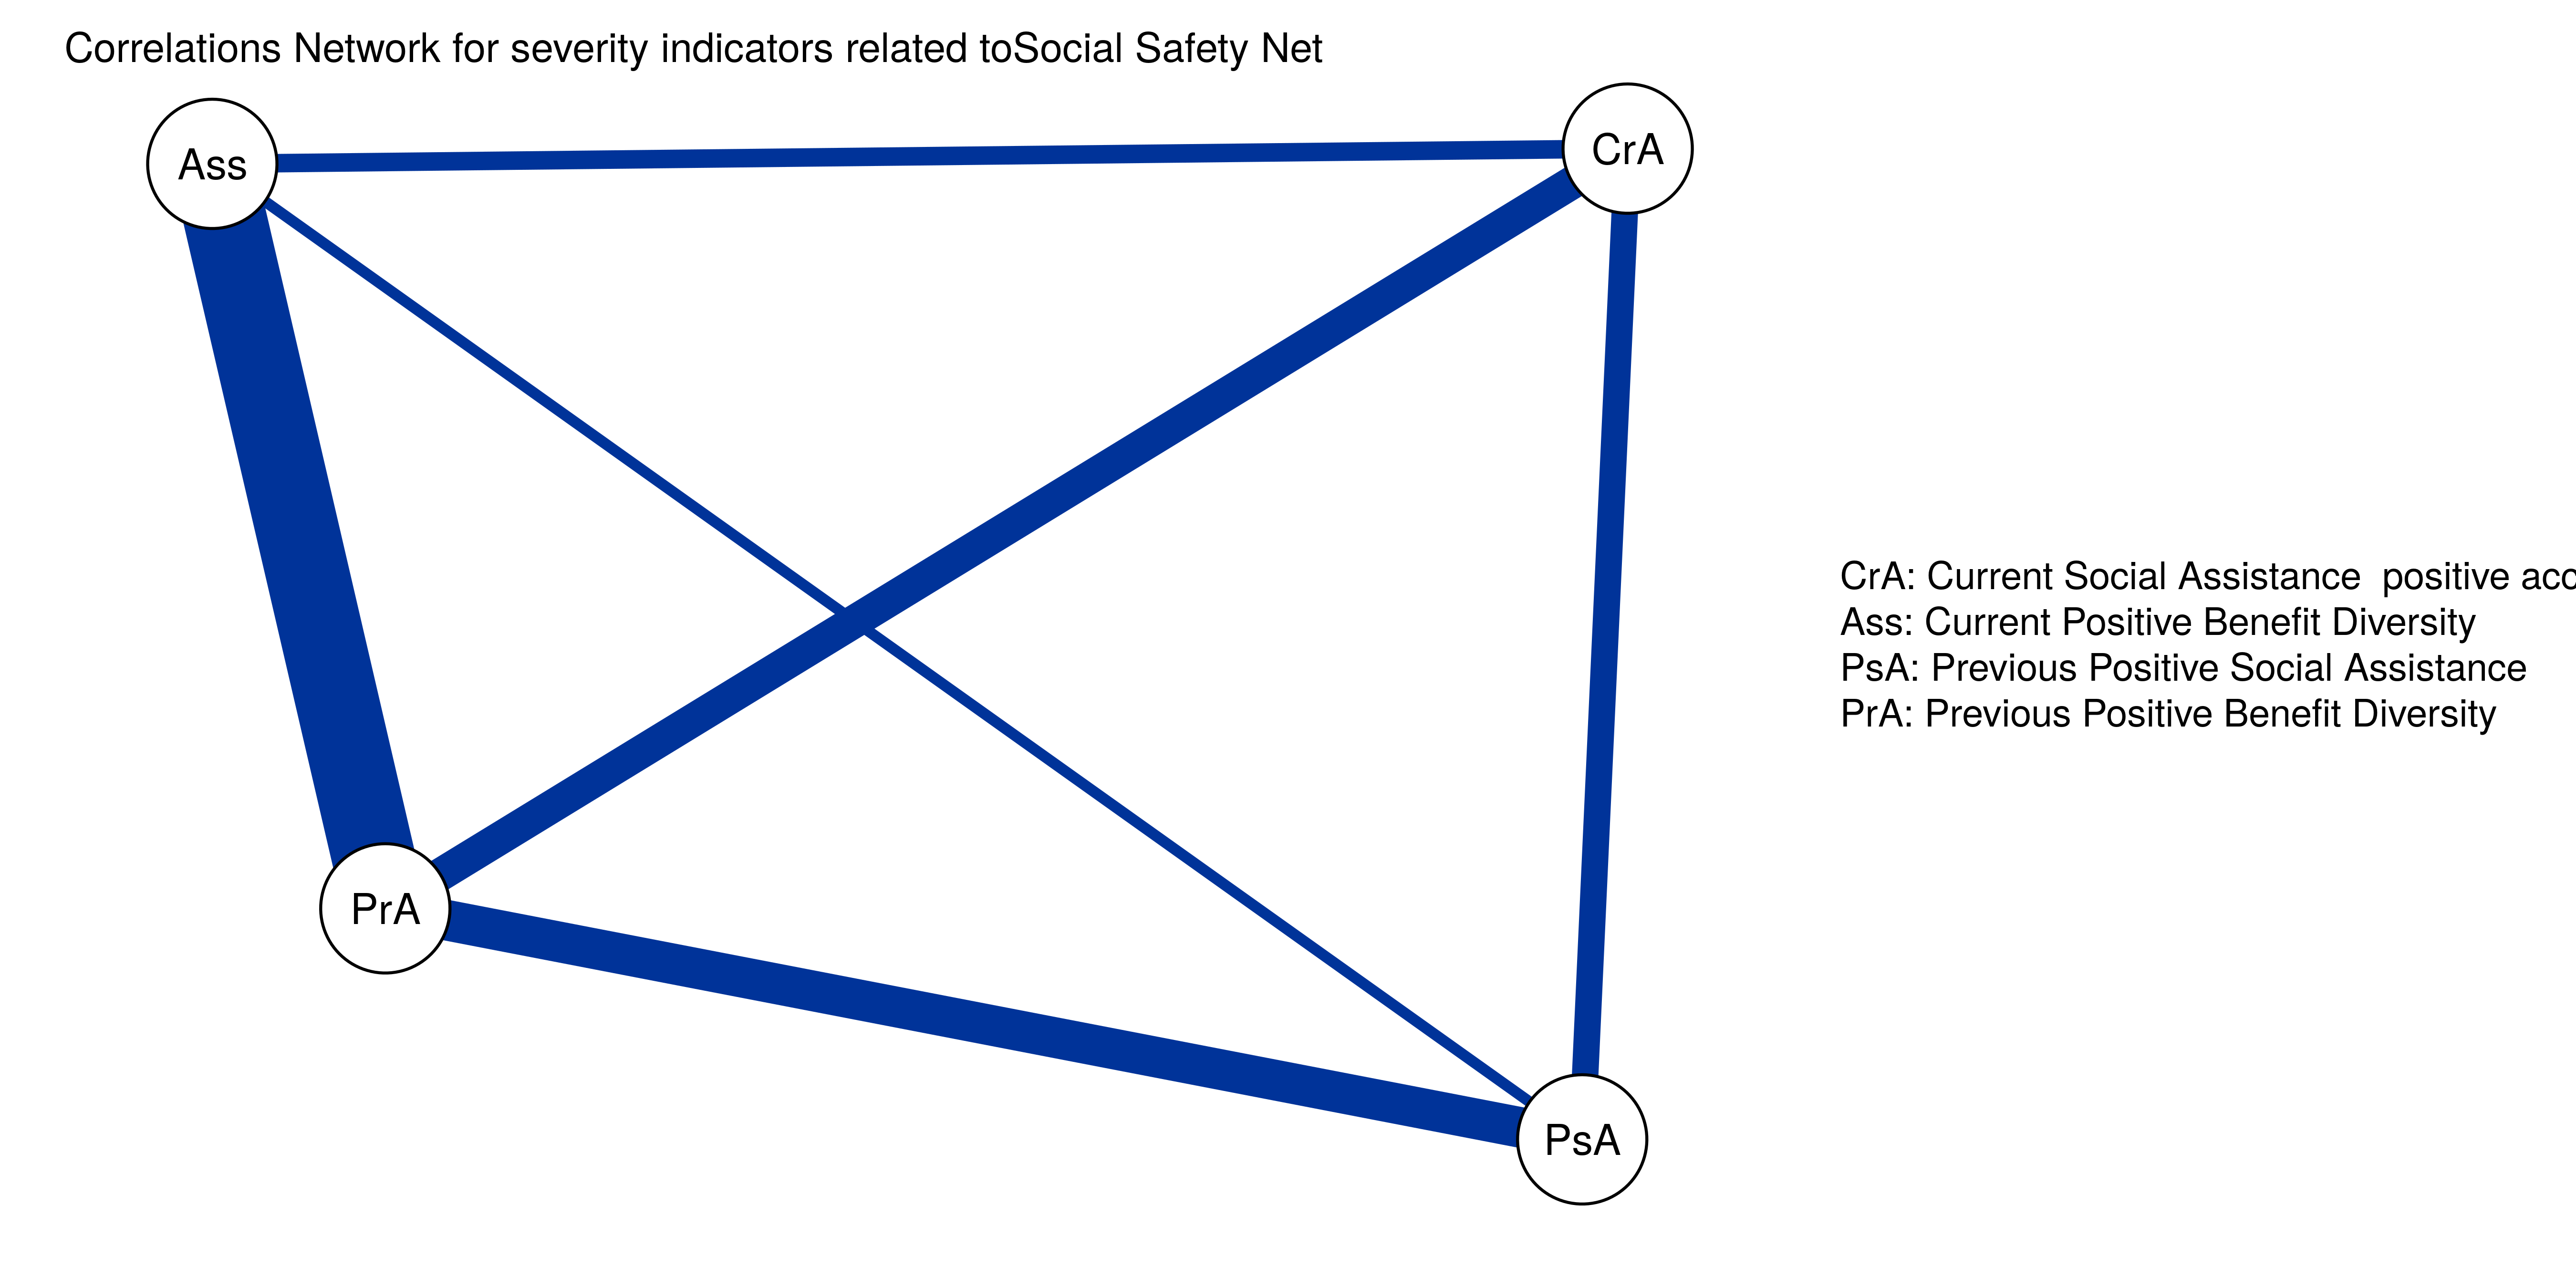 Correlations Network for severity indicators related toSocial Safety Net
Ass
CrA
CrA: Current Social Assistance  positive
Ass: Current Positive Benefit Diversity
PsA: Previous Positive Social Assistance
PrA: Previous Positive Benefit Diversity
PrA
PsA